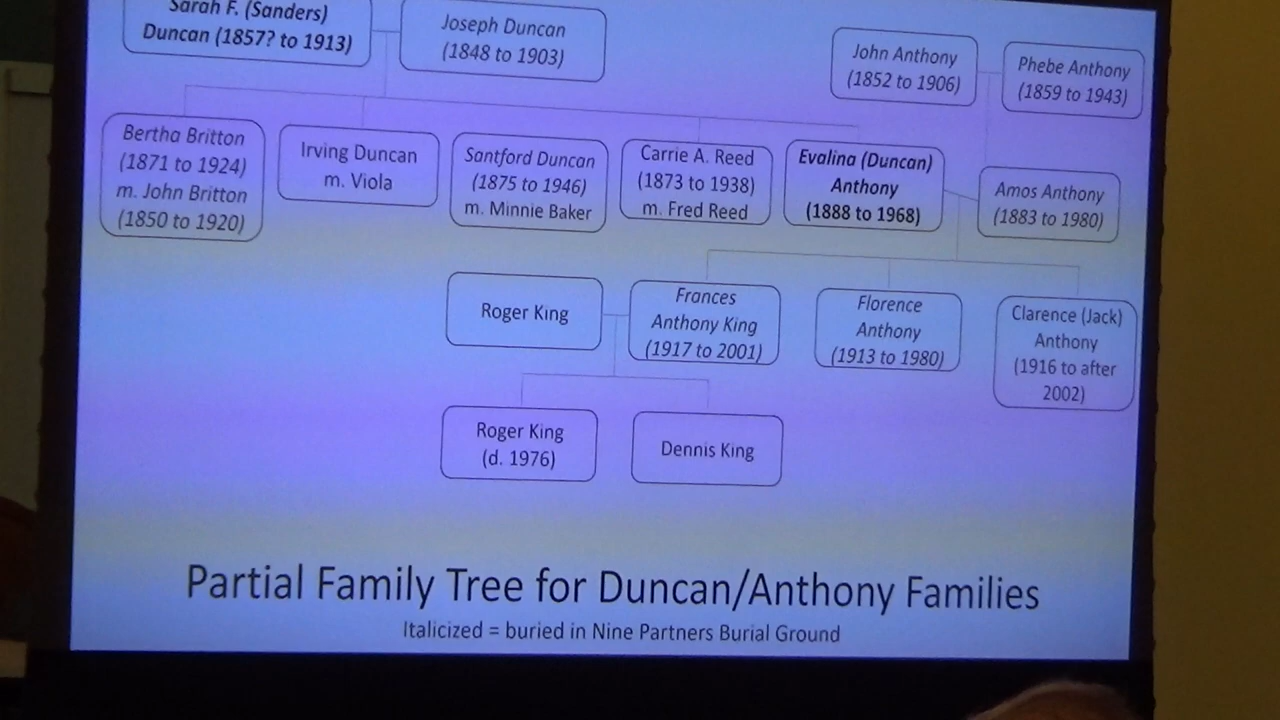 Sarah F. (Sanders)
Duncan (1857? to 1913)
Joseph Duncan
(1848 to 1903)
John Anthony
(1852 to 1906)
Phebe Anthony
(1859 to 1943)
Bertha Britton
(1871 to 1924)
m. John Britton
(1850 to 1920)
Irving Duncan
m. Viola
Santford Duncan
(1875 to 1946)
m. Minnie Baker
Carrie A. Reed
(1873 to 1938)
m. Fred Reed
Evalina (Duncan)
Anthony
(1888 to 1968)
Amos Anthony
(1883 to 1980)
Roger King
Frances
Anthony King
(1917 to 2001)
Florence
Anthony
(1913 to 1980)
Clarence (Jack)
Anthony
(1916 to after
2002)
Roger King
(d. 1976)
Dennis King
Partial Family Tree for Duncan/Anthony Families
Italicized = buried in Nine Partners Burial Ground